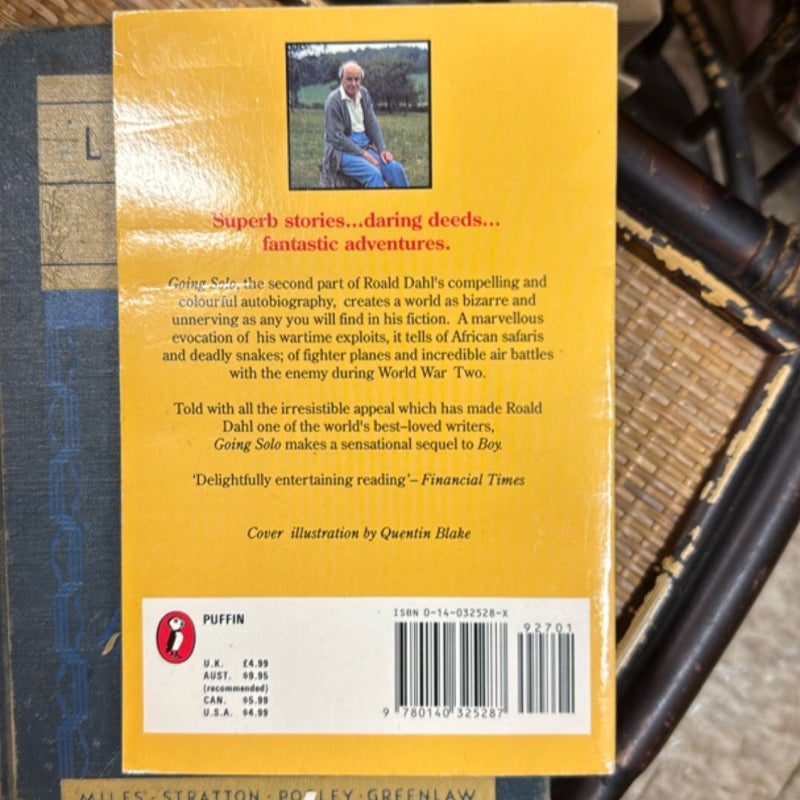 L
Superb stories...daring deeds...
fantastic adventures.
Going Solo, the second part of Roald Dahl's compelling and
colourful autobiography, creates a world as bizarre and
unnerving as any you will find in his fiction. A marvellous
evocation of his wartime exploits, it tells of African safaris
and deadly snakes; of fighter planes and incredible air battles
with the enemy during World War Two.
Told with all the irresistible appeal which has made Roald
Dahl one of the world's best–loved writers,
Going Solo makes a sensational sequel to Boy.
'Delightfully entertaining reading'– Financial Times
Cover illustration by Quentin Blake
PUFFIN
U.K. £4.99
AUST. $9.95
(recommended)
CAN. $5.99
U.S.A. $4.99
ISBN 0-14-032528-X
92701
9 780140 325287
MILES · STRATTON · POOLEY · GREENLAW